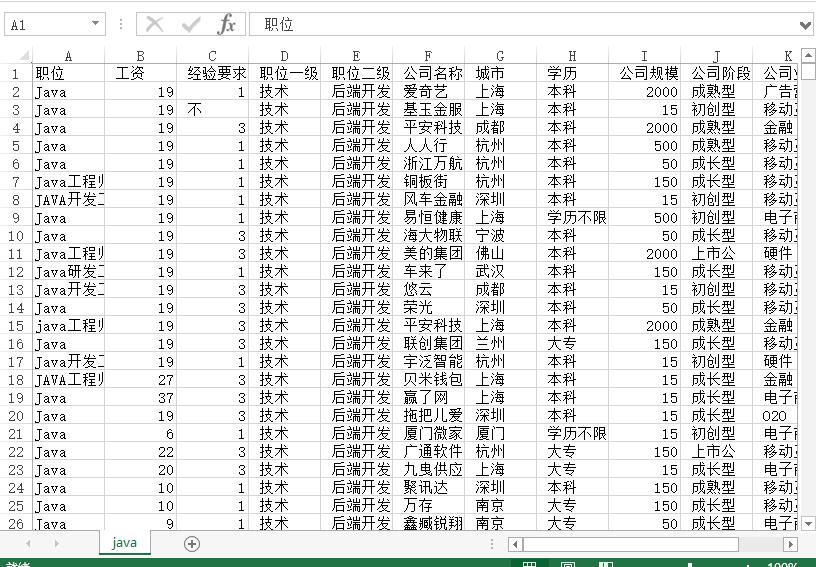 A1 fx 职位
A B C D E F G H I J K
1 职位 工资 经验要求 职位一级 职位二级 公司名称 城市 学历 公司规模 公司阶段 公司
2 Java 19 1 技术 后端开发 爱奇艺 上海 本科 2000 成熟型 广告
3 Java 19 不 技术 后端开发 基玉金服 上海 本科 15 初创型 移动
4 Java 19 3 技术 后端开发 平安科技 成都 本科 2000 成熟型 金融
5 Java 19 1 技术 后端开发 人人行 杭州 本科 500 成熟型 移动
6 Java 19 1 技术 后端开发 浙江万航 杭州 本科 50 成长型 移动
7 Java工程师 19 1 技术 后端开发 铜板街 杭州 本科 150 成长型 移动
8 JAVA开发工 19 1 技术 后端开发 风车金融 深圳 本科 15 初创型 移动
9 Java 19 1 技术 后端开发 易恒健康 上海 学历不限 500 初创型 电子
10 Java 19 3 技术 后端开发 海大物联 宁波 本科 50 成长型 移动
11 Java工程师 19 3 技术 后端开发 美的集团 佛山 本科 2000 上市公 硬件
12 Java研发工 19 1 技术 后端开发 车来了 武汉 本科 150 成长型 移动
13 Java开发工 19 3 技术 后端开发 悠云 成都 本科 15 初创型 移动
14 Java 19 3 技术 后端开发 荣光 深圳 本科 50 成长型 移动
15 java工程师 19 3 技术 后端开发 平安科技 上海 本科 2000 成熟型 金融
16 Java 19 3 技术 后端开发 联创集团 兰州 大专 150 成长型 移动
17 Java开发工 19 1 技术 后端开发 宇泛智能 杭州 本科 15 初创型 硬件
18 JAVA工程师 27 3 技术 后端开发 贝米钱包 上海 本科 15 成长型 金融
19 Java 37 3 技术 后端开发 赢了网 上海 本科 15 成长型 电子商
20 Java 19 3 技术 后端开发 拖把儿爱 深圳 本科 15 成长型 O2O
21 Java 6 1 技术 后端开发 厦门微家 厦门 学历不限 15 初创型 电子商
22 Java 22 3 技术 后端开发 广通软件 杭州 大专 150 上市公 移动
23 Java 20 3 技术 后端开发 九曳供应 上海 大专 15 成长型 电子商
24 Java 10 1 技术 后端开发 聚讯达 深圳 本科 150 成熟型 移动
25 Java 10 1 技术 后端开发 万存 南京 大专 150 成长型 移动
26 Java 9 1 技术 后端开发 鑫臧锐翔 南京 大专 50 成长型 电子商
java